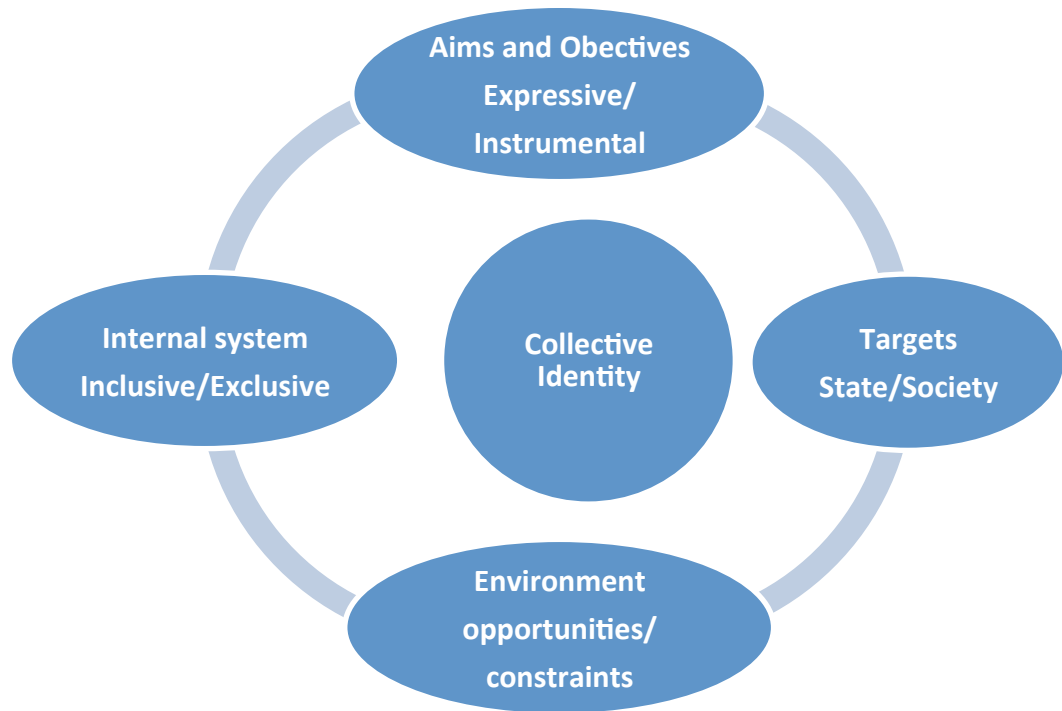 Aims and Obectives
Expressive/
Instrumental
Internal system
Inclusive/Exclusive
Collective
Identity
Targets
State/Society
Environment
opportunities/
constraints